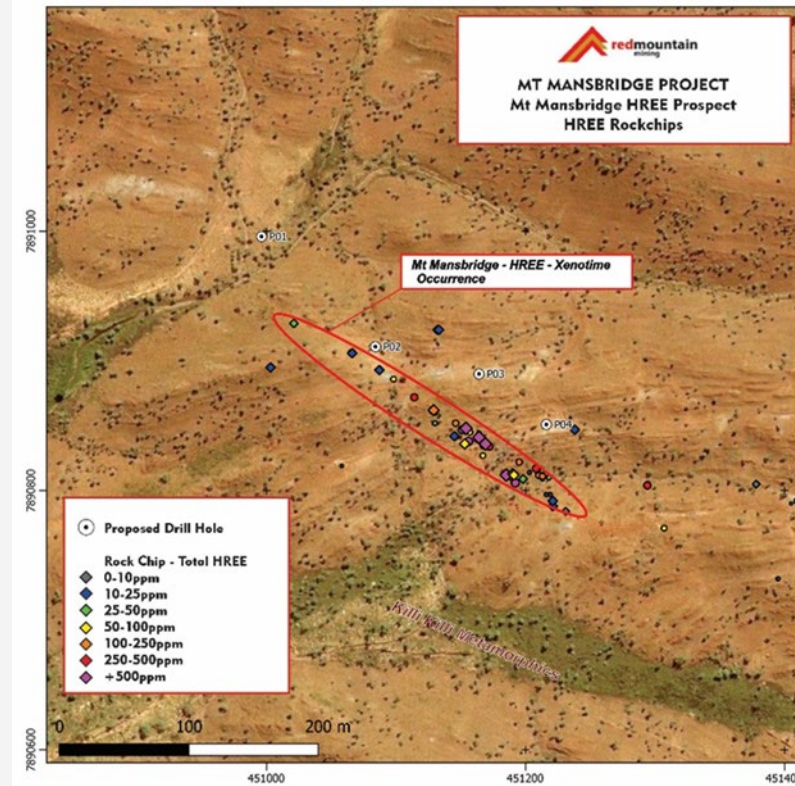 redmountain
mining
MT MANSBRIDGE PROJECT
Mt Mansbridge HREE Prospect
HREE Rockchips
7891000
P01
Mt Mansbridge - HREE - Xenotime
Occurrence
P02
P03
P04
7890800
Proposed Drill Hole
Rock Chip - Total HREE
0-10ppm
10-25ppm
25-50ppm
50-100ppm
100-250ppm
250-500ppm
+500ppm
Killi Killi Metamorphics
0 100 200 m
7890600
451000 451200 45140